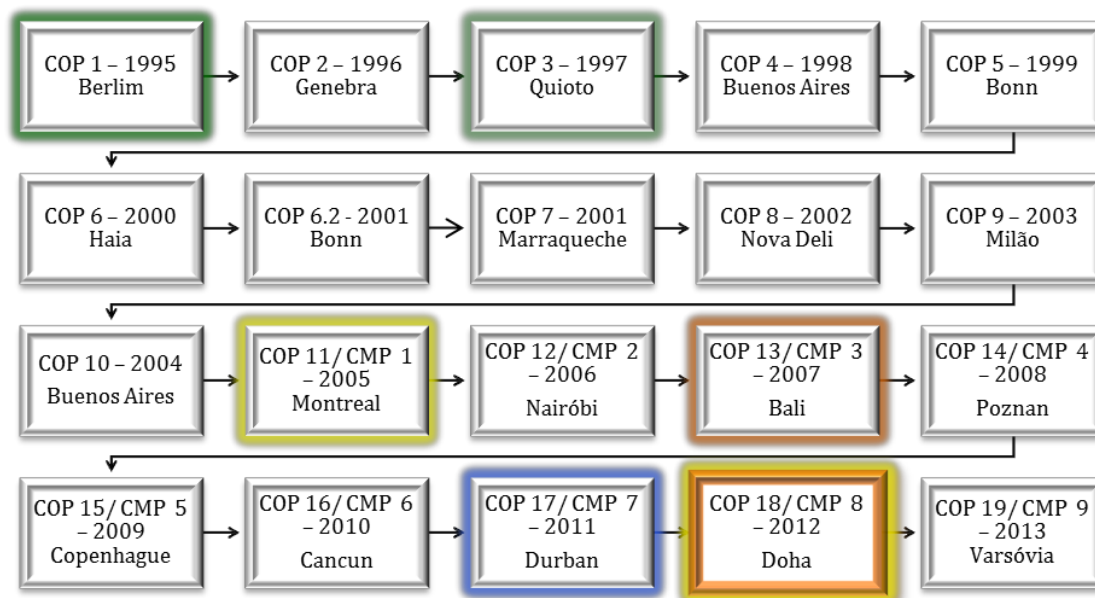 COP 1 – 1995
Berlim
COP 2 – 1996
Genebra
COP 3 – 1997
Quioto
COP 4 – 1998
Buenos Aires
COP 5 – 1999
Bonn
COP 6 – 2000
Haia
COP 6.2 - 2001
Bonn
COP 7 – 2001
Marraqueche
COP 8 – 2002
Nova Deli
COP 9 – 2003
Milão
COP 10 – 2004
Buenos Aires
COP 11/ CMP 1
– 2005
Montreal
COP 12/ CMP 2
– 2006
Nairóbi
COP 13/ CMP 3
– 2007
Bali
COP 14/ CMP 4
– 2008
Poznan
COP 15/ CMP 5
– 2009
Copenhague
COP 16/ CMP 6
– 2010
Cancun
COP 17/ CMP 7
– 2011
Durban
COP 18/ CMP 8
– 2012
Doha
COP 19/ CMP 9
– 2013
Varsóvia